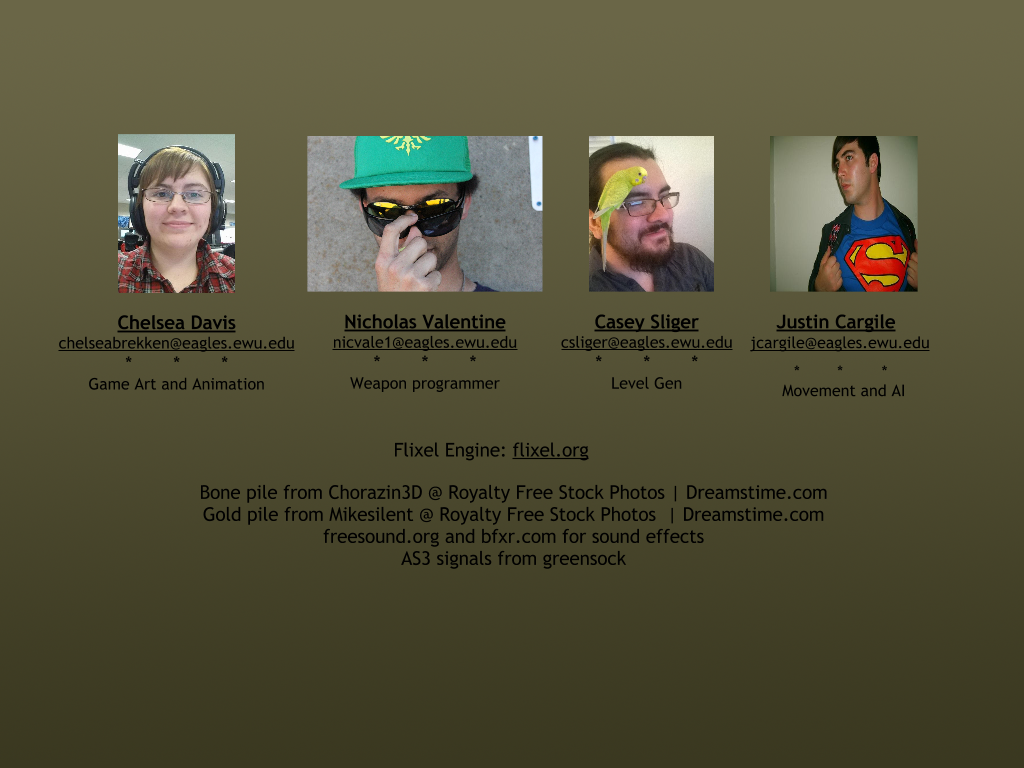 Chelsea Davis
chelseabrekken@eagles.ewu.edu
* * *
Game Art and Animation
Nicholas Valentine
nicvale1@eagles.ewu.edu
* * *
Weapon programmer
Casey Sliger
csliger@eagles.ewu.edu
* * *
Level Gen
S
Justin Cargile
jcargile@eagles.ewu.edu
* * *
Movement and AI
Flixel Engine: flixel.org
Bone pile from Chorazin3D @ Royalty Free Stock Photos | Dreamstime.com
Gold pile from Mikesilent @ Royalty Free Stock Photos | Dreamstime.com
freesound.org and bfxr.com for sound effects
AS3 signals from greensock